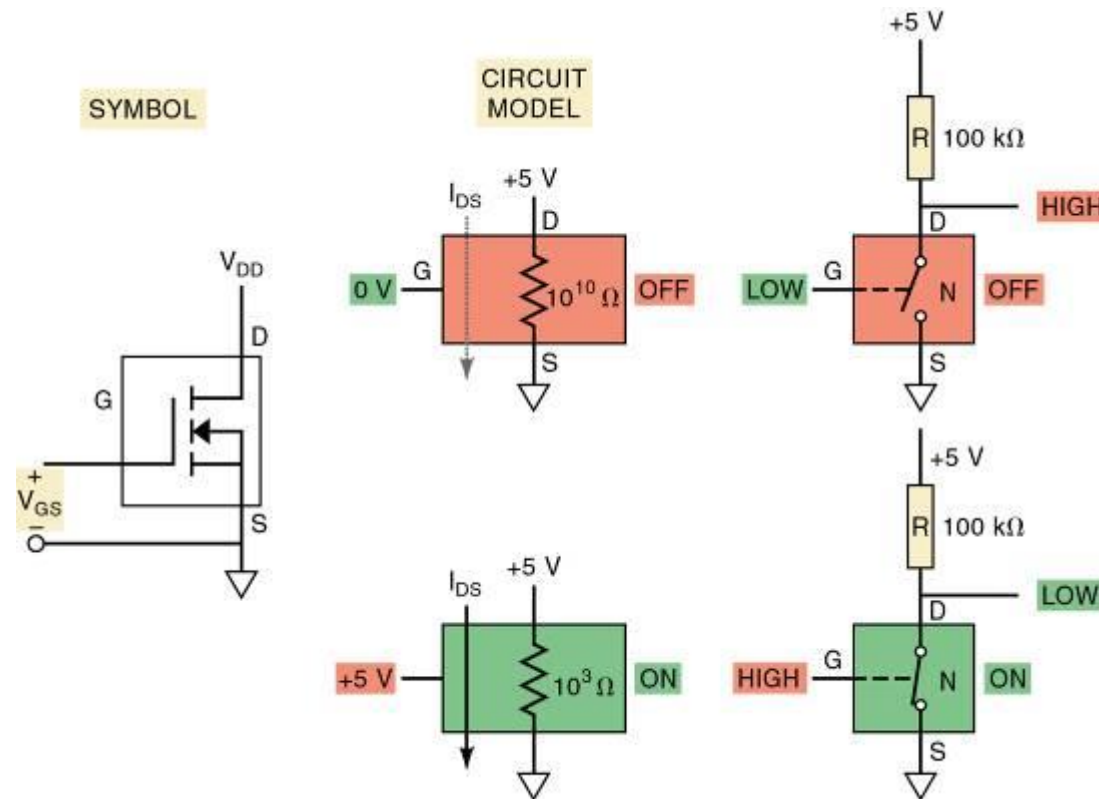 SYMBOL
V_DD
D
G
+
V_GS
−
S
CIRCUIT
MODEL
I_DS
+5 V
D
0 V
G
10^10 Ω
OFF
S
I_DS
+5 V
+5 V
10^3 Ω
ON
+5 V
R
100 kΩ
HIGH
D
LOW
G
N
OFF
S
+5 V
R
100 kΩ
LOW
D
HIGH
G
N
ON
S